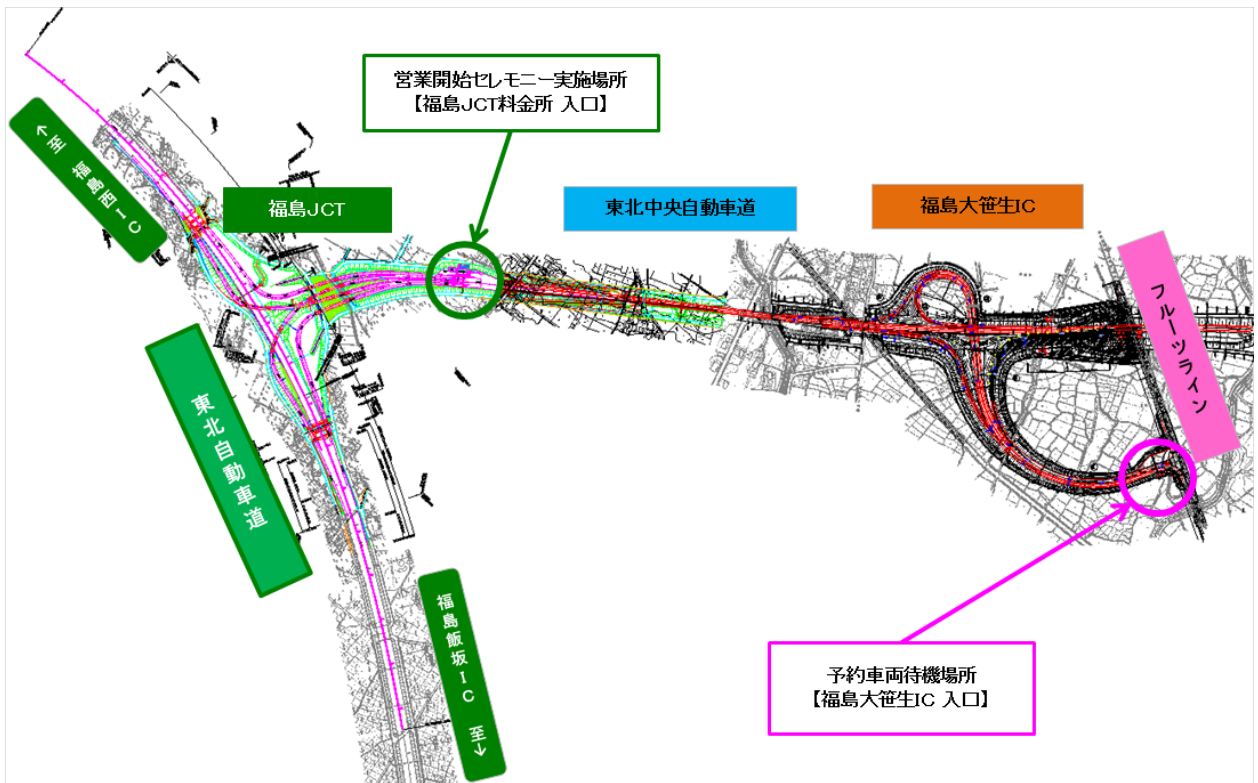 営業開始セレモニー実施場所
【福島JCT料金所 入口】
↑至 福島西IC
福島JCT
東北中央自動車道
福島大笹生IC
フルーツライン
東北自動車道
福島飯坂IC 至↓
予約車両待機場所
【福島大笹生IC 入口】